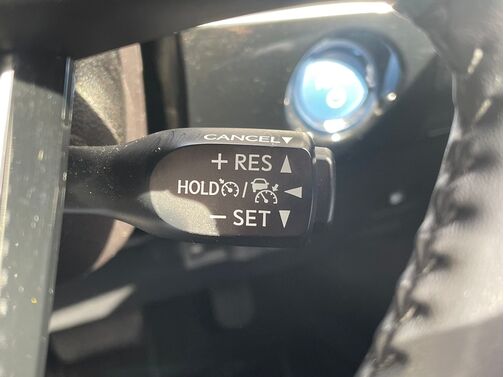 CANCEL▼
+ RES ▲
HOLD / ◄
− SET ▼